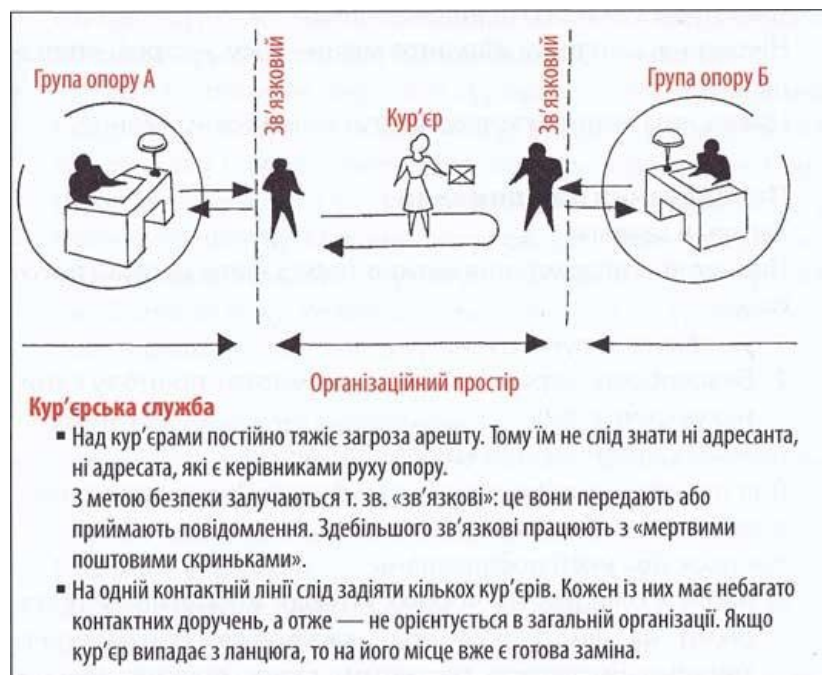 Група опору А
Зв'язковий
Кур'єр
Зв'язковий
Група опору Б
Організаційний простір
Кур'єрська служба
▪ Над кур'єрами постійно тяжіє загроза арешту. Тому їм не слід знати ні адресанта,
ні адресата, які є керівниками руху опору.
З метою безпеки залучаються т. зв. «зв'язкові»: це вони передають або
приймають повідомлення. Здебільшого зв'язкові працюють з «мертвими
поштовими скриньками».
▪ На одній контактній лінії слід задіяти кількох кур'єрів. Кожен із них має небагато
контактних доручень, а отже — не орієнтується в загальній організації. Якщо
кур'єр випадає з ланцюга, то на його місце вже є готова заміна.